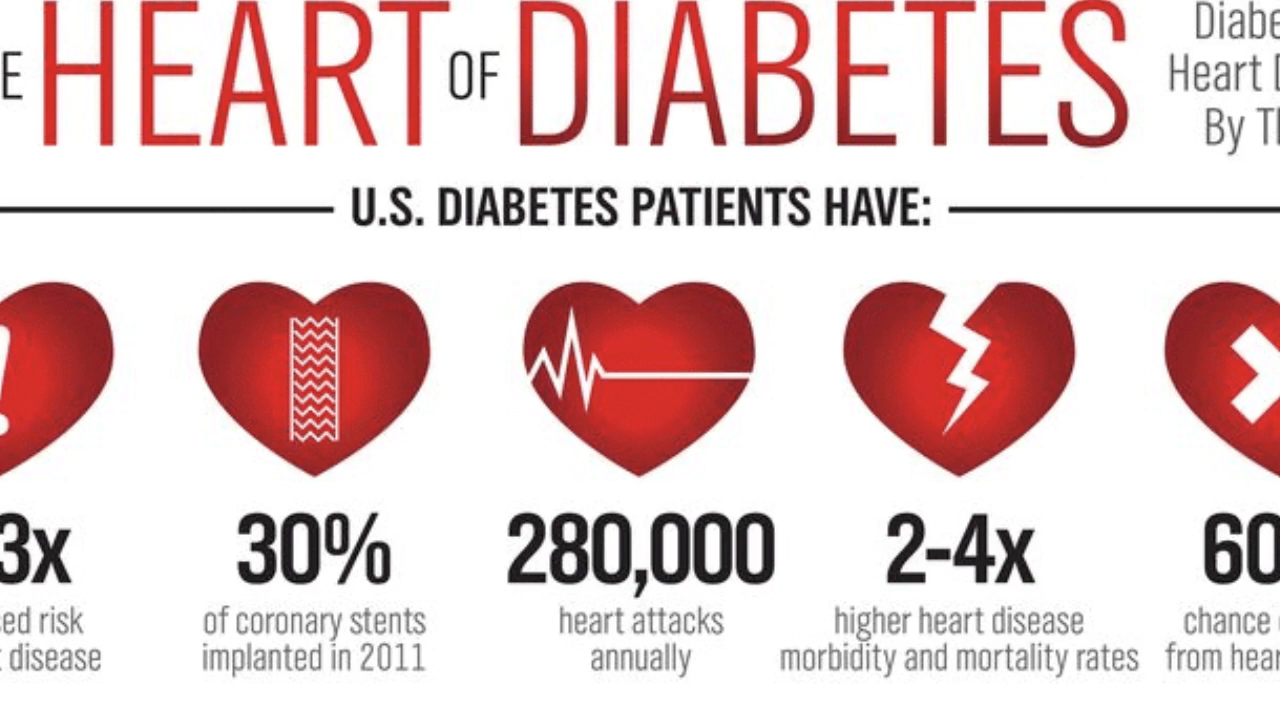 E HEART OF DIABETES
Diabe
Heart
By Th
U.S. DIABETES PATIENTS HAVE:
3x
30%
280,000
2-4x
60
sed risk
disease
of coronary stents
implanted in 2011
heart attacks
annually
higher heart disease
morbidity and mortality rates
chance
from hear